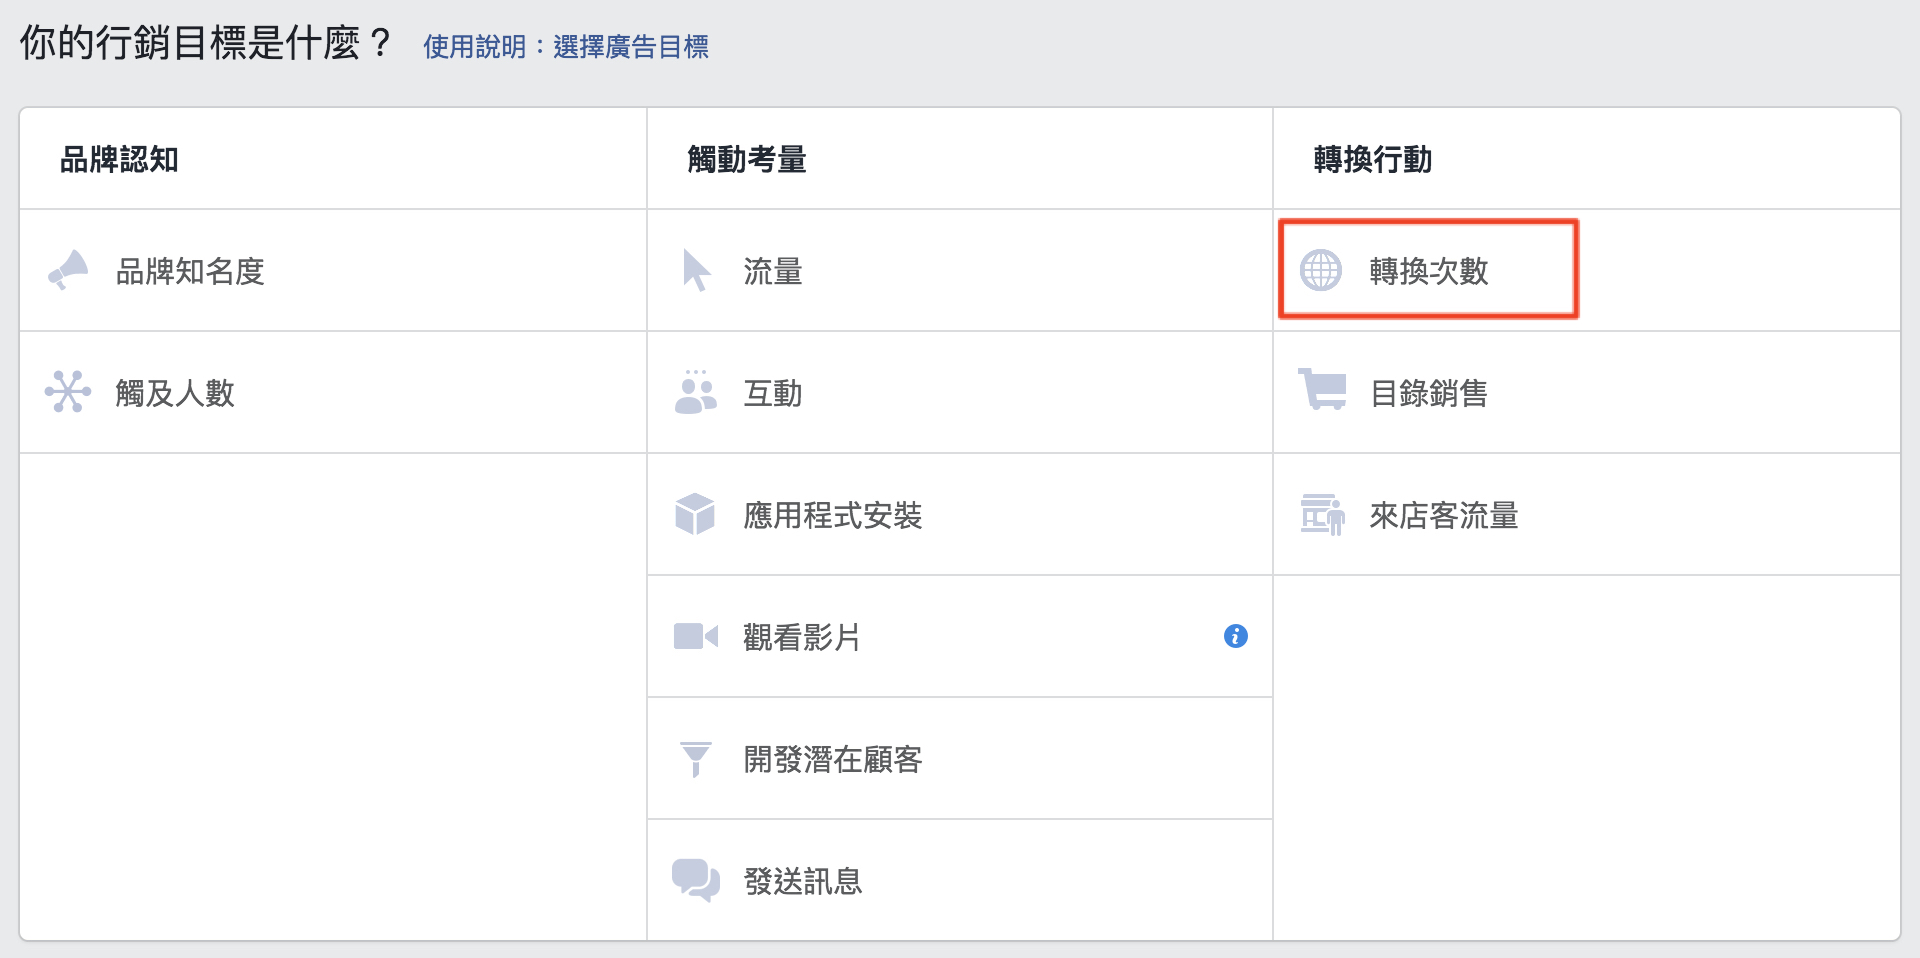 你的行銷目標是什麼？ 使用說明：選擇廣告目標
品牌認知 觸動考量 轉換行動
品牌知名度 流量 轉換次數
觸及人數 互動 目錄銷售
應用程式安裝 來店客流量
觀看影片
開發潛在顧客
發送訊息